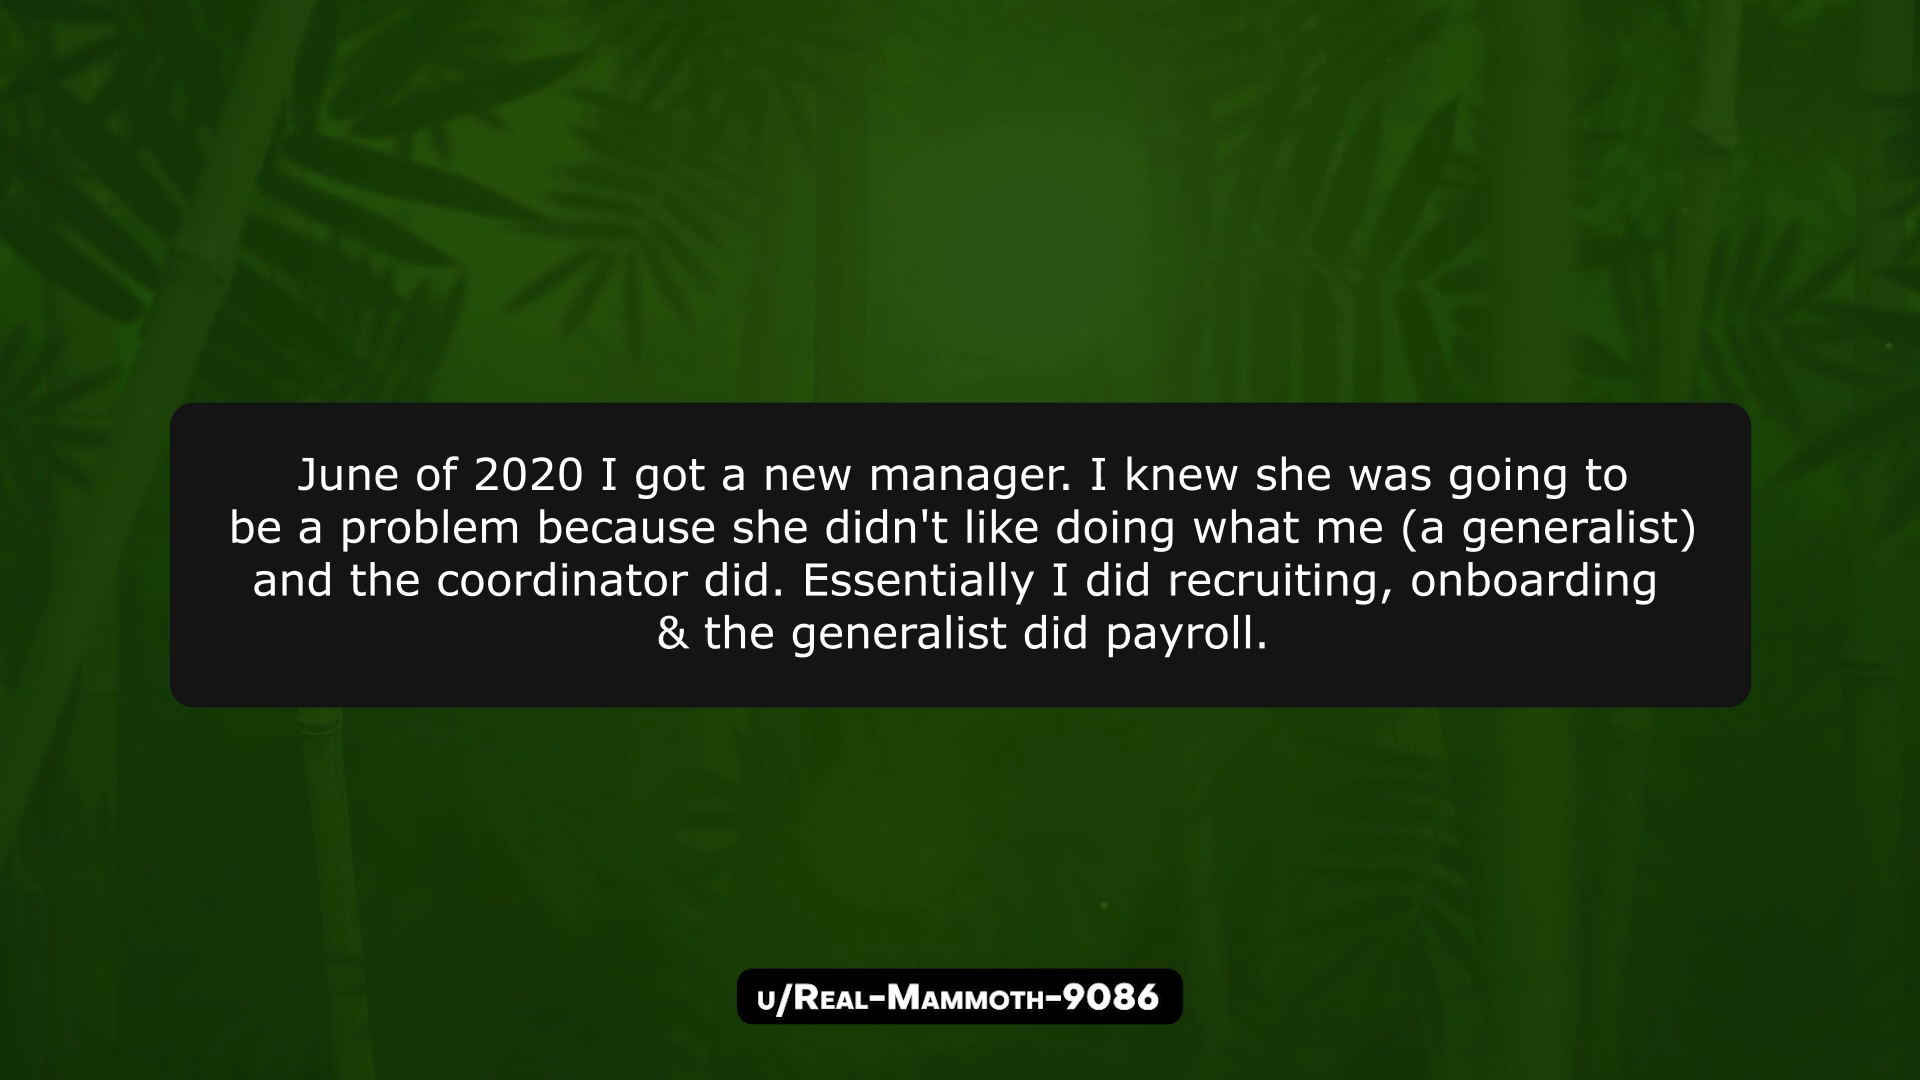 June of 2020 I got a new manager. I knew she was going to
be a problem because she didn't like doing what me (a generalist)
and the coordinator did. Essentially I did recruiting, onboarding
& the generalist did payroll.
u/Real-Mammoth-9086